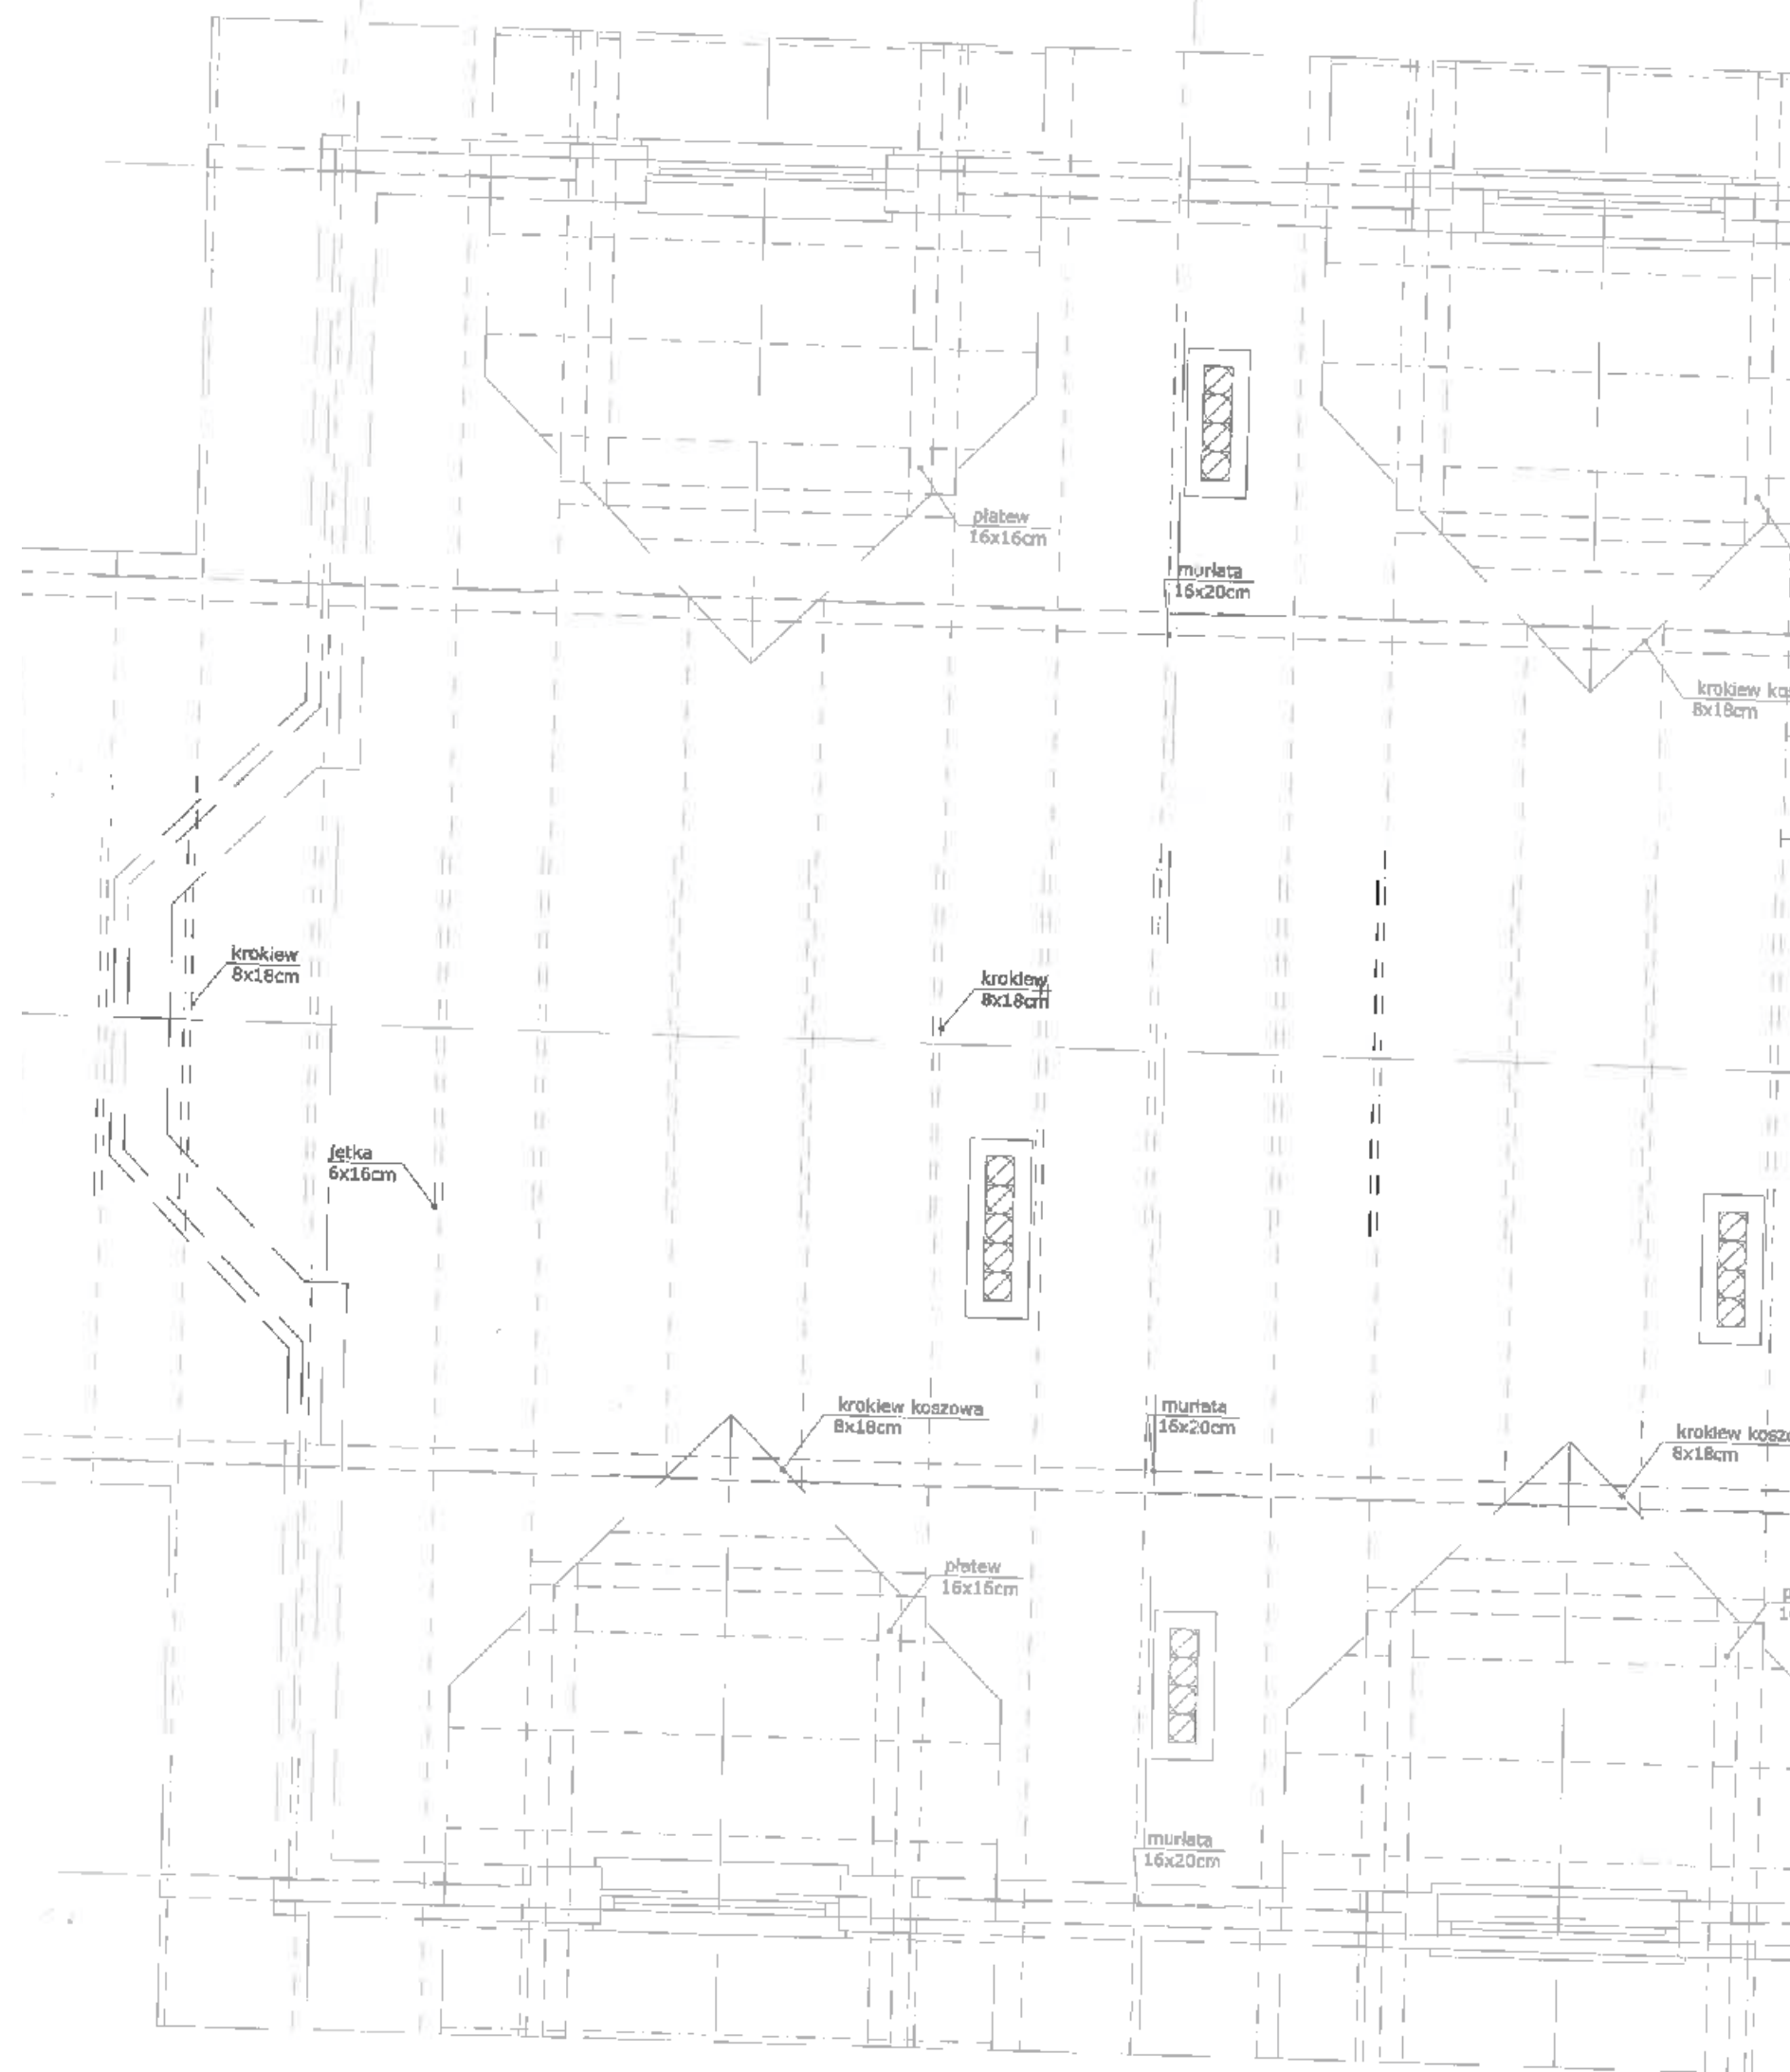 płatew
16x16cm
murłata
16x20cm
krokiew
8x18cm
krokiew
8x18cm
krokiew
8x18cm
jętka
6x16cm
krokiew koszowa
8x18cm
murłata
16x20cm
krokiew
8x18cm
płatew
16x16cm
murłata
16x20cm